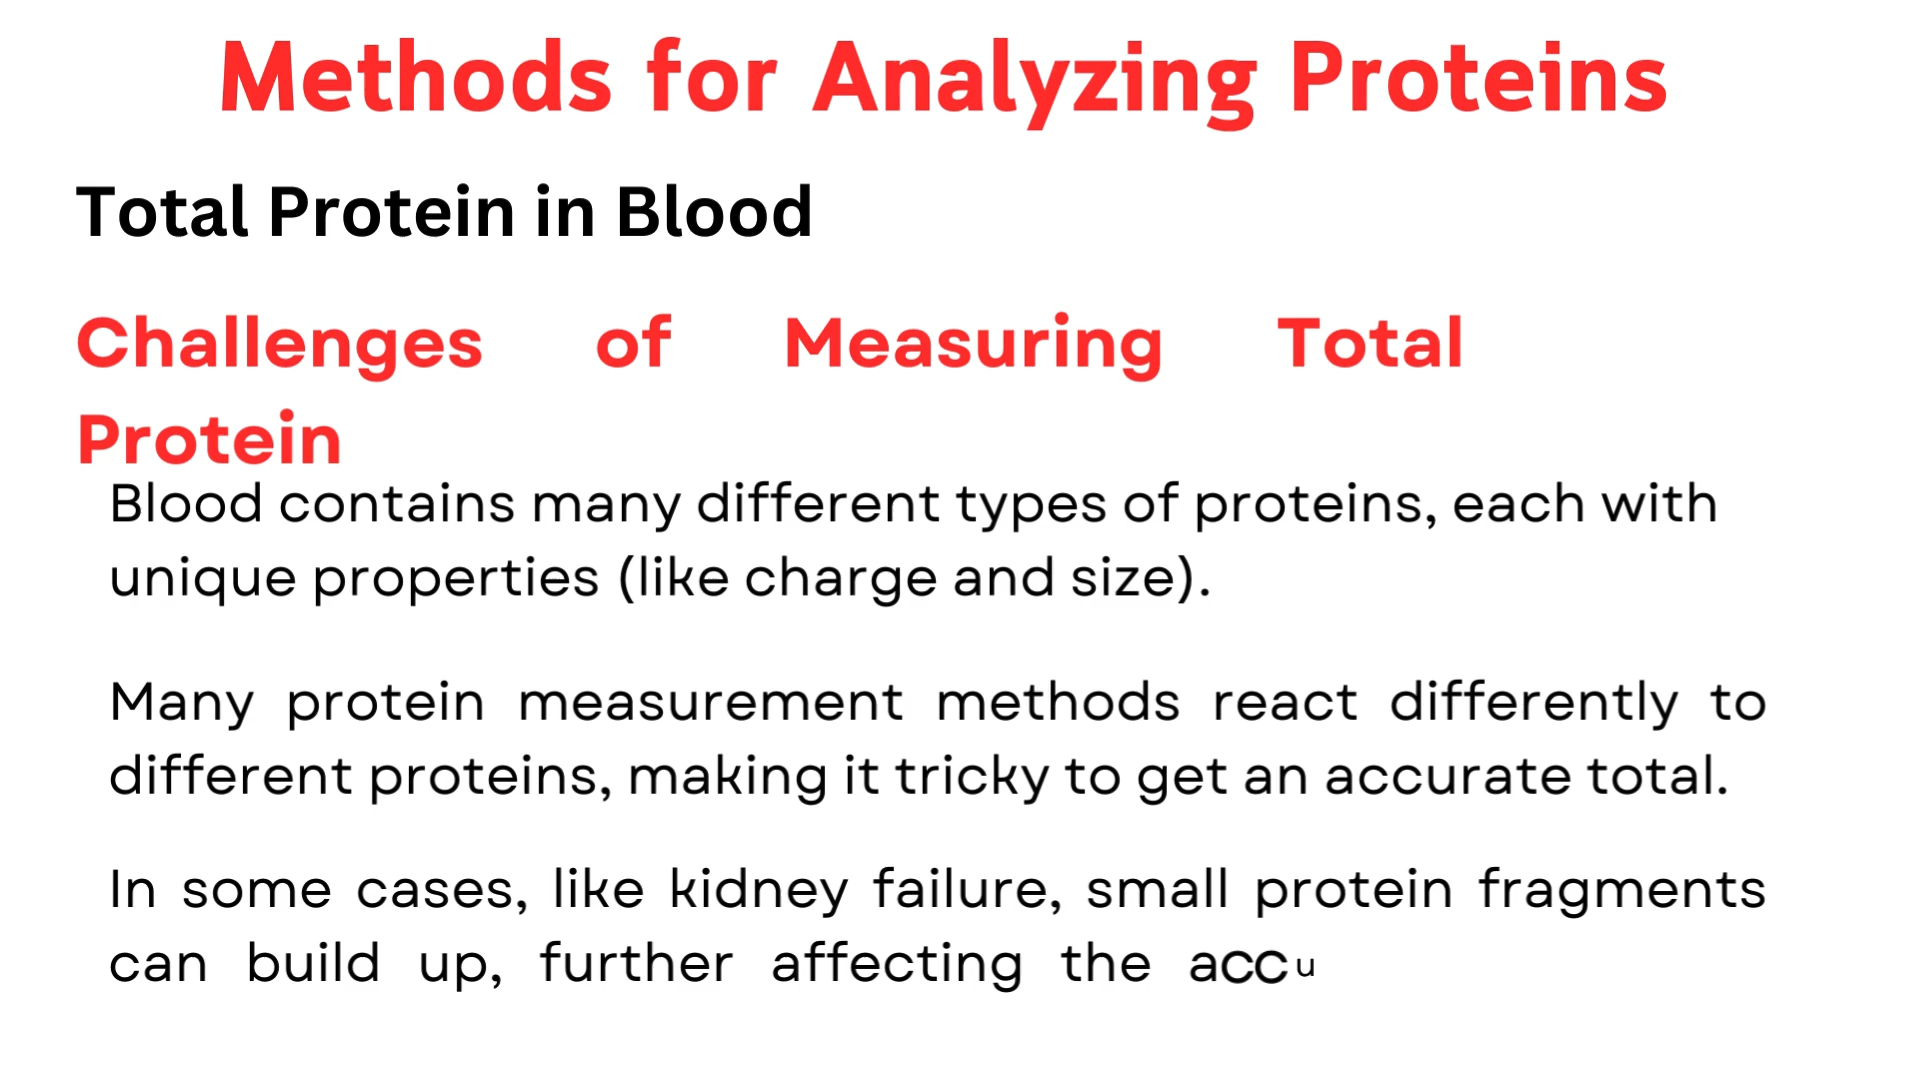 Methods for Analyzing Proteins
Total Protein in Blood
Challenges of Measuring Total
Protein
Blood contains many different types of proteins, each with
unique properties (like charge and size).
Many protein measurement methods react differently to
different proteins, making it tricky to get an accurate total.
In some cases, like kidney failure, small protein fragments
can build up, further affecting the accu